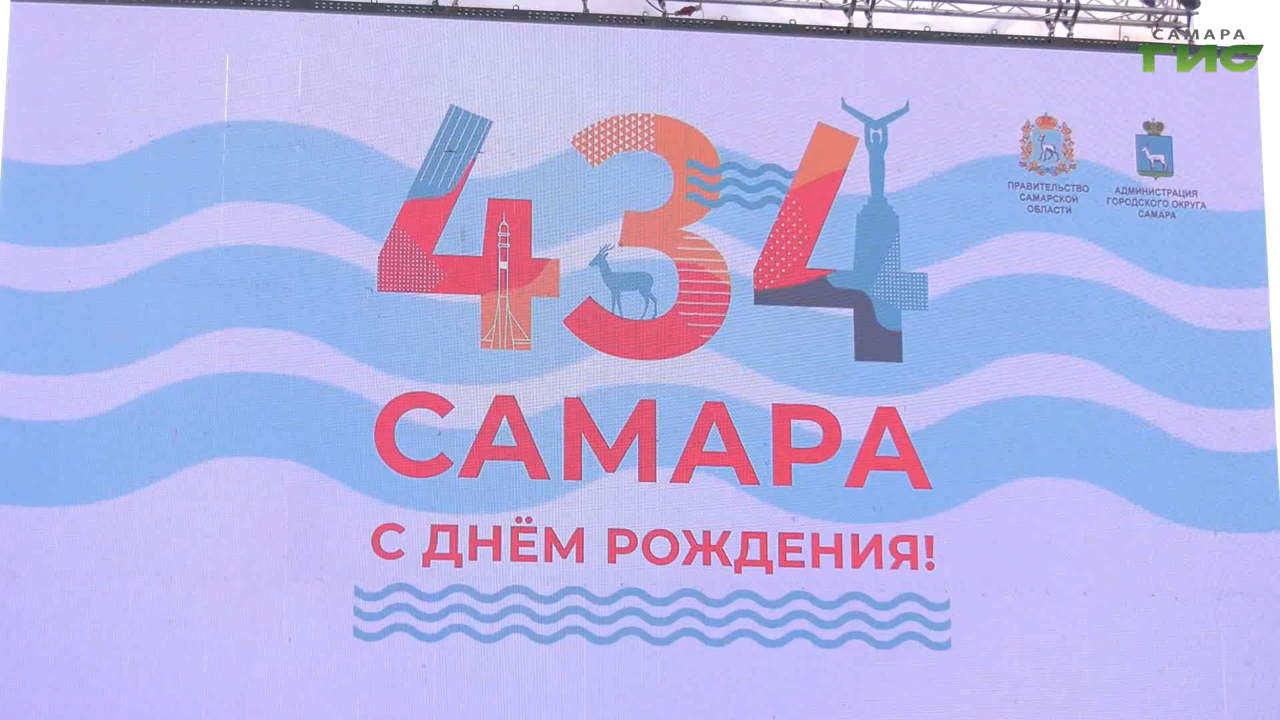 САМАРА
ГИС
434
ПРАВИТЕЛЬСТВО
САМАРСКОЙ
ОБЛАСТИ
АДМИНИСТРАЦИЯ
ГОРОДСКОГО ОКРУГА
САМАРА
САМАРА
С ДНЁМ РОЖДЕНИЯ!